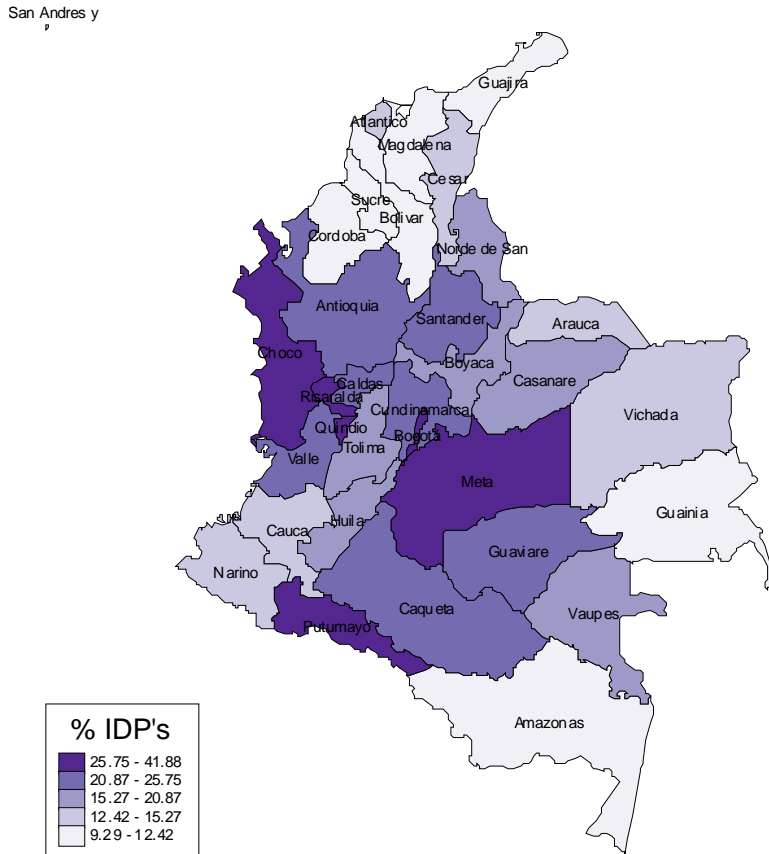 San Andres y
Guajira
Atlantico
Magdalena
Cesar
Sucre
Bolivar
Cordoba
Norde de San
Antioquia
Santander
Arauca
Choco
Boyaca
Caldas
Casanare
Risaralda
Cundinamarca
Vichada
Quindio
Bogota
Tolima
Valle
Meta
Guainia
Huila
Cauca
Guaviare
Narino
Caqueta
Vaupes
Putumayo
Amazonas
% IDP's
25.75 - 41.88
20.87 - 25.75
15.27 - 20.87
12.42 - 15.27
9.29 - 12.42